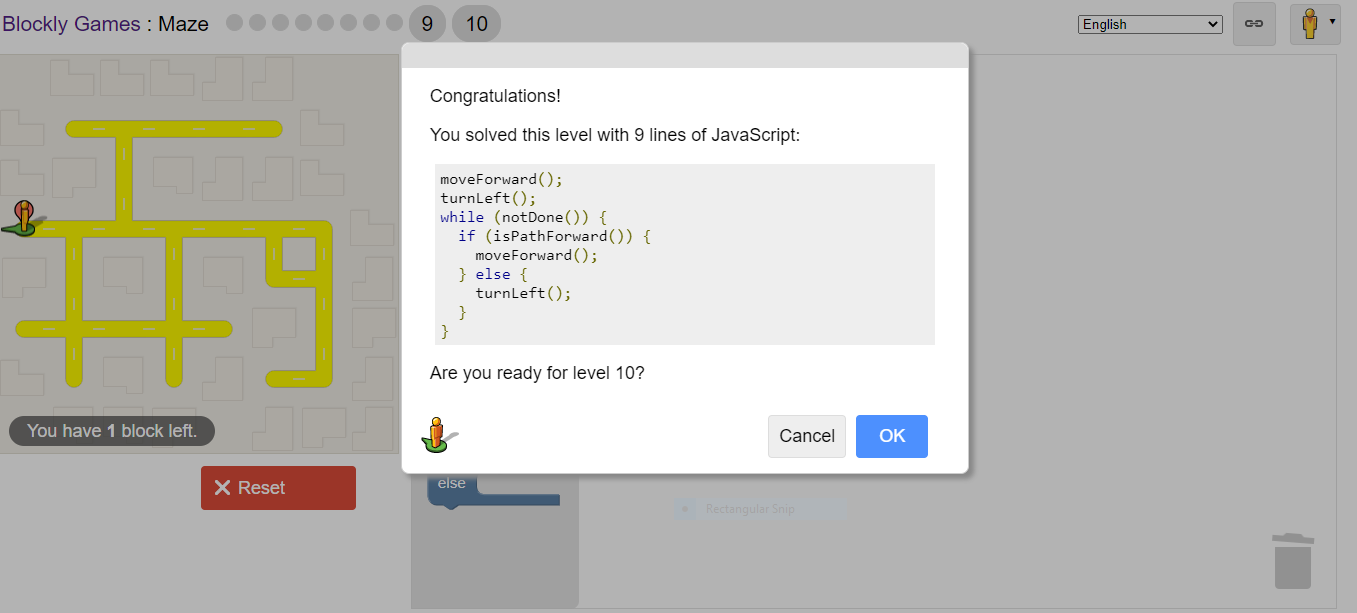 Blockly Games : Maze 9 10 English
Congratulations!
You solved this level with 9 lines of JavaScript:
moveForward();
turnLeft();
while (notDone()) {
  if (isPathForward()) {
    moveForward();
  } else {
    turnLeft();
  }
}
Are you ready for level 10?
You have 1 block left.
Cancel OK
Reset
else
Rectangular Snip